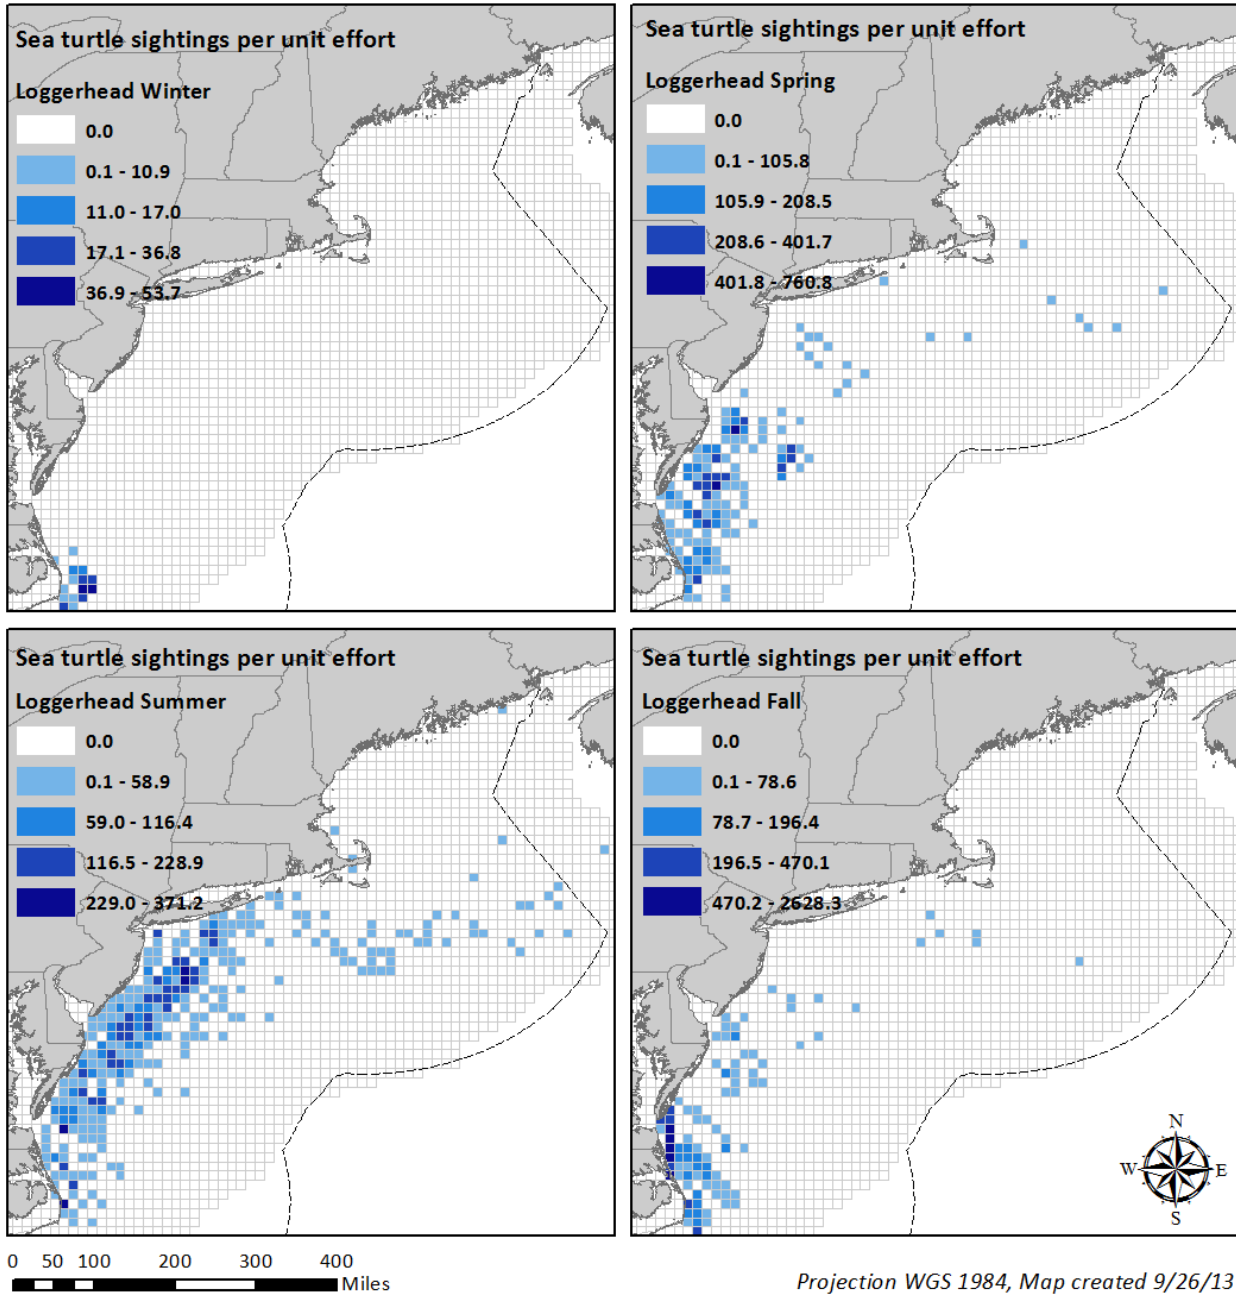 Sea turtle sightings per unit effort
Loggerhead Winter
0.0
0.1 - 10.9
11.0 - 17.0
17.1 - 36.8
36.9 - 53.7
Sea turtle sightings per unit effort
Loggerhead Spring
0.0
0.1 - 105.8
105.9 - 208.5
208.6 - 401.7
401.8 - 760.8
Sea turtle sightings per unit effort
Loggerhead Summer
0.0
0.1 - 58.9
59.0 - 116.4
116.5 - 228.9
229.0 - 371.2
Sea turtle sightings per unit effort
Loggerhead Fall
0.0
0.1 - 78.6
78.7 - 196.4
196.5 - 470.1
470.2 - 2628.3
N
W E
S
0 50 100 200 300 400
Miles
Projection WGS 1984, Map created 9/26/13